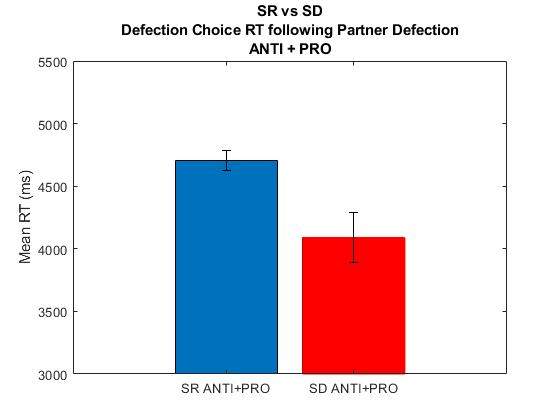 SR vs SD
Defection Choice RT following Partner Defection
ANTI + PRO
5500
5000
4500
4000
3500
3000
Mean RT (ms)
SR ANTI+PRO
SD ANTI+PRO